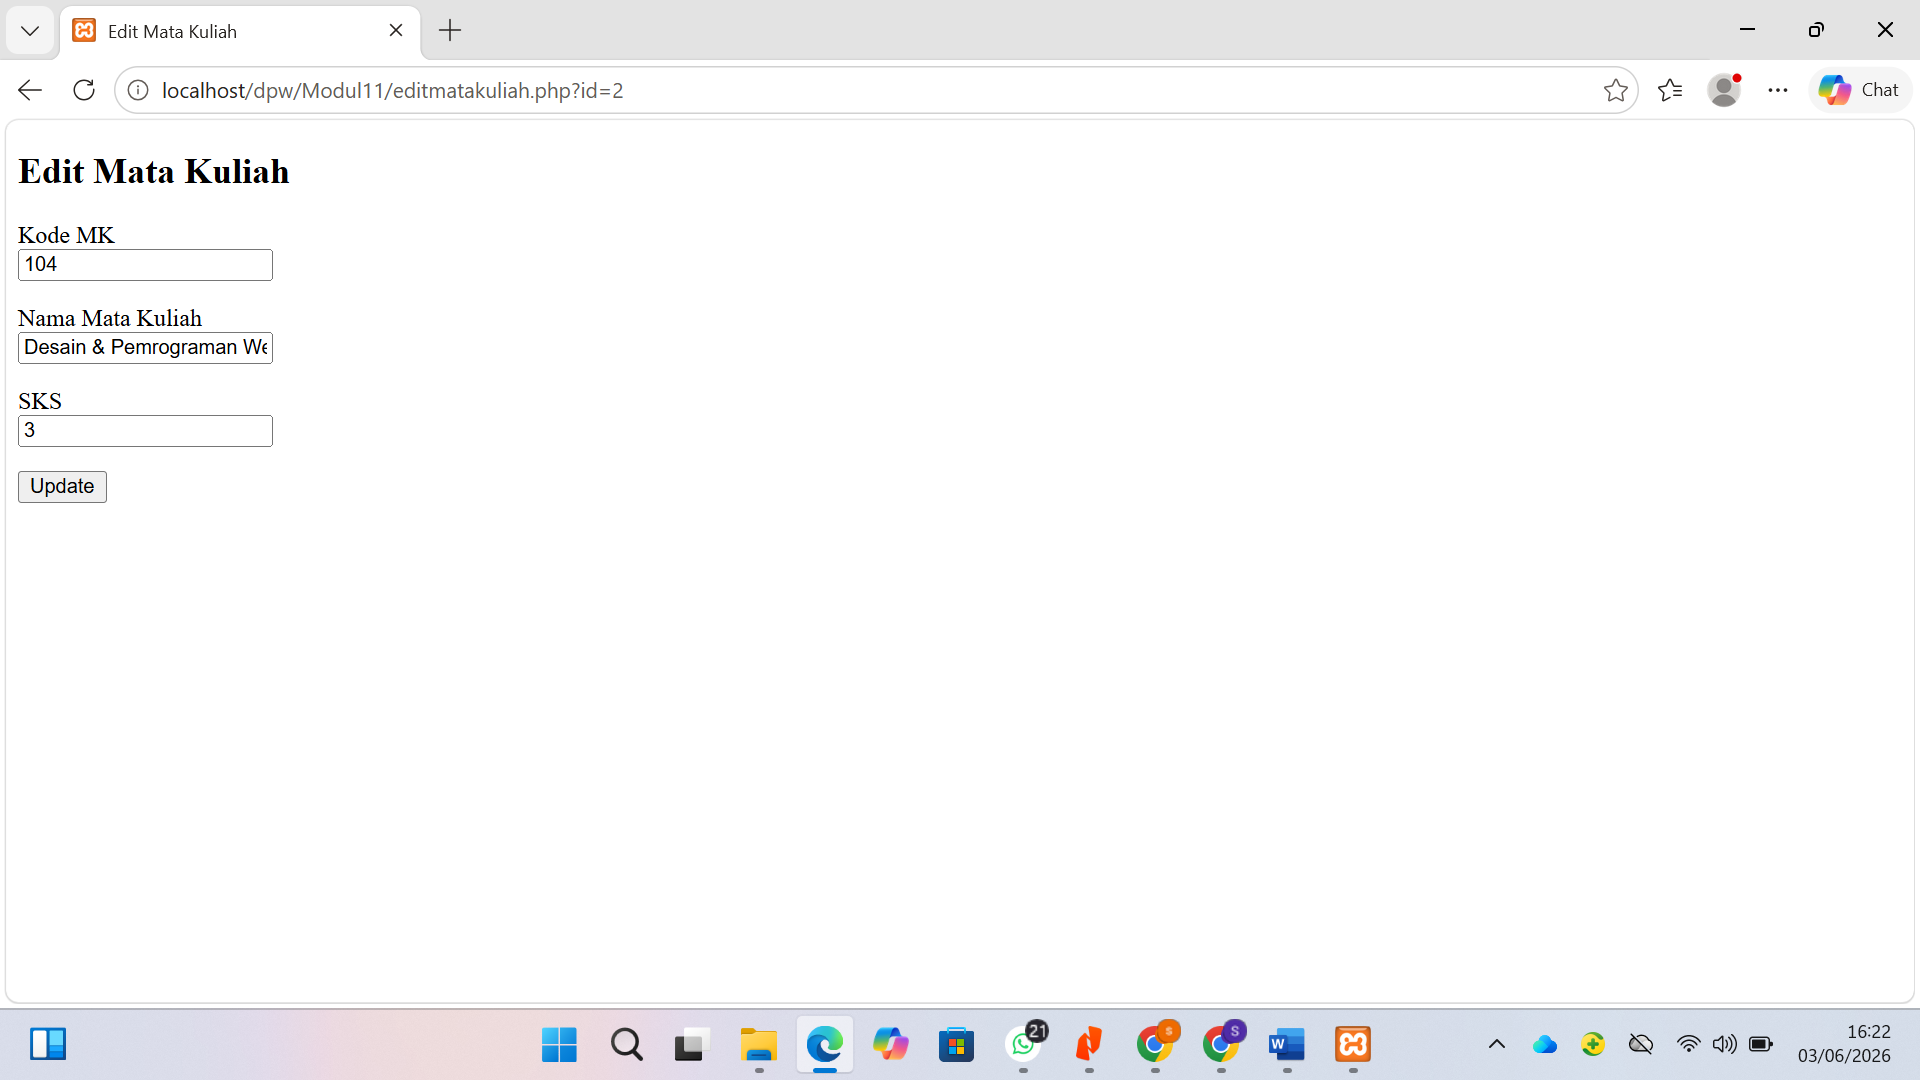 Edit Mata Kuliah
localhost/dpw/Modul11/editmatakuliah.php?id=2
Chat
Edit Mata Kuliah
Kode MK
104
Nama Mata Kuliah
Desain & Pemrograman We
SKS
3
Update
21
S
S
W
16:22
03/06/2026